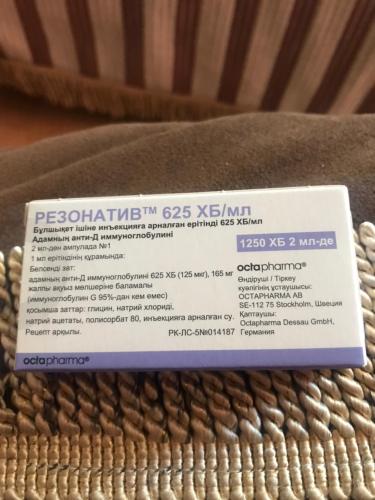 РЕЗОНАТИВ™ 625 ХБ/мл
Бұлшықет ішіне инъекцияға арналған ерітінді 625 ХБ/мл
Адамның анти-Д иммуноглобулині
2 мл-ден ампулада №1
1 мл ерітіндінің құрамында:
Белсенді зат:
адамның анти-Д иммуноглобулині 625 ХБ (125 мкг), 165 мг
жалпы ақуыз мөлшеріне баламалы
(иммуноглобулин G 95%-дан кем емес)
қосымша заттар: глицин, натрий хлориді,
натрий ацетаты, полисорбат 80, инъекцияға арналған су.
Рецепт арқылы.
РК-ЛС-5№014187
octapharma®
1250 ХБ 2 мл-де
octapharma®
Өндіруші / Тіркеу
куәлігінің ұстаушысы:
OCTAPHARMA AB
SE-112 75 Stockholm, Швеция
Қаптаушы:
Octapharma Dessau GmbH,
Германия